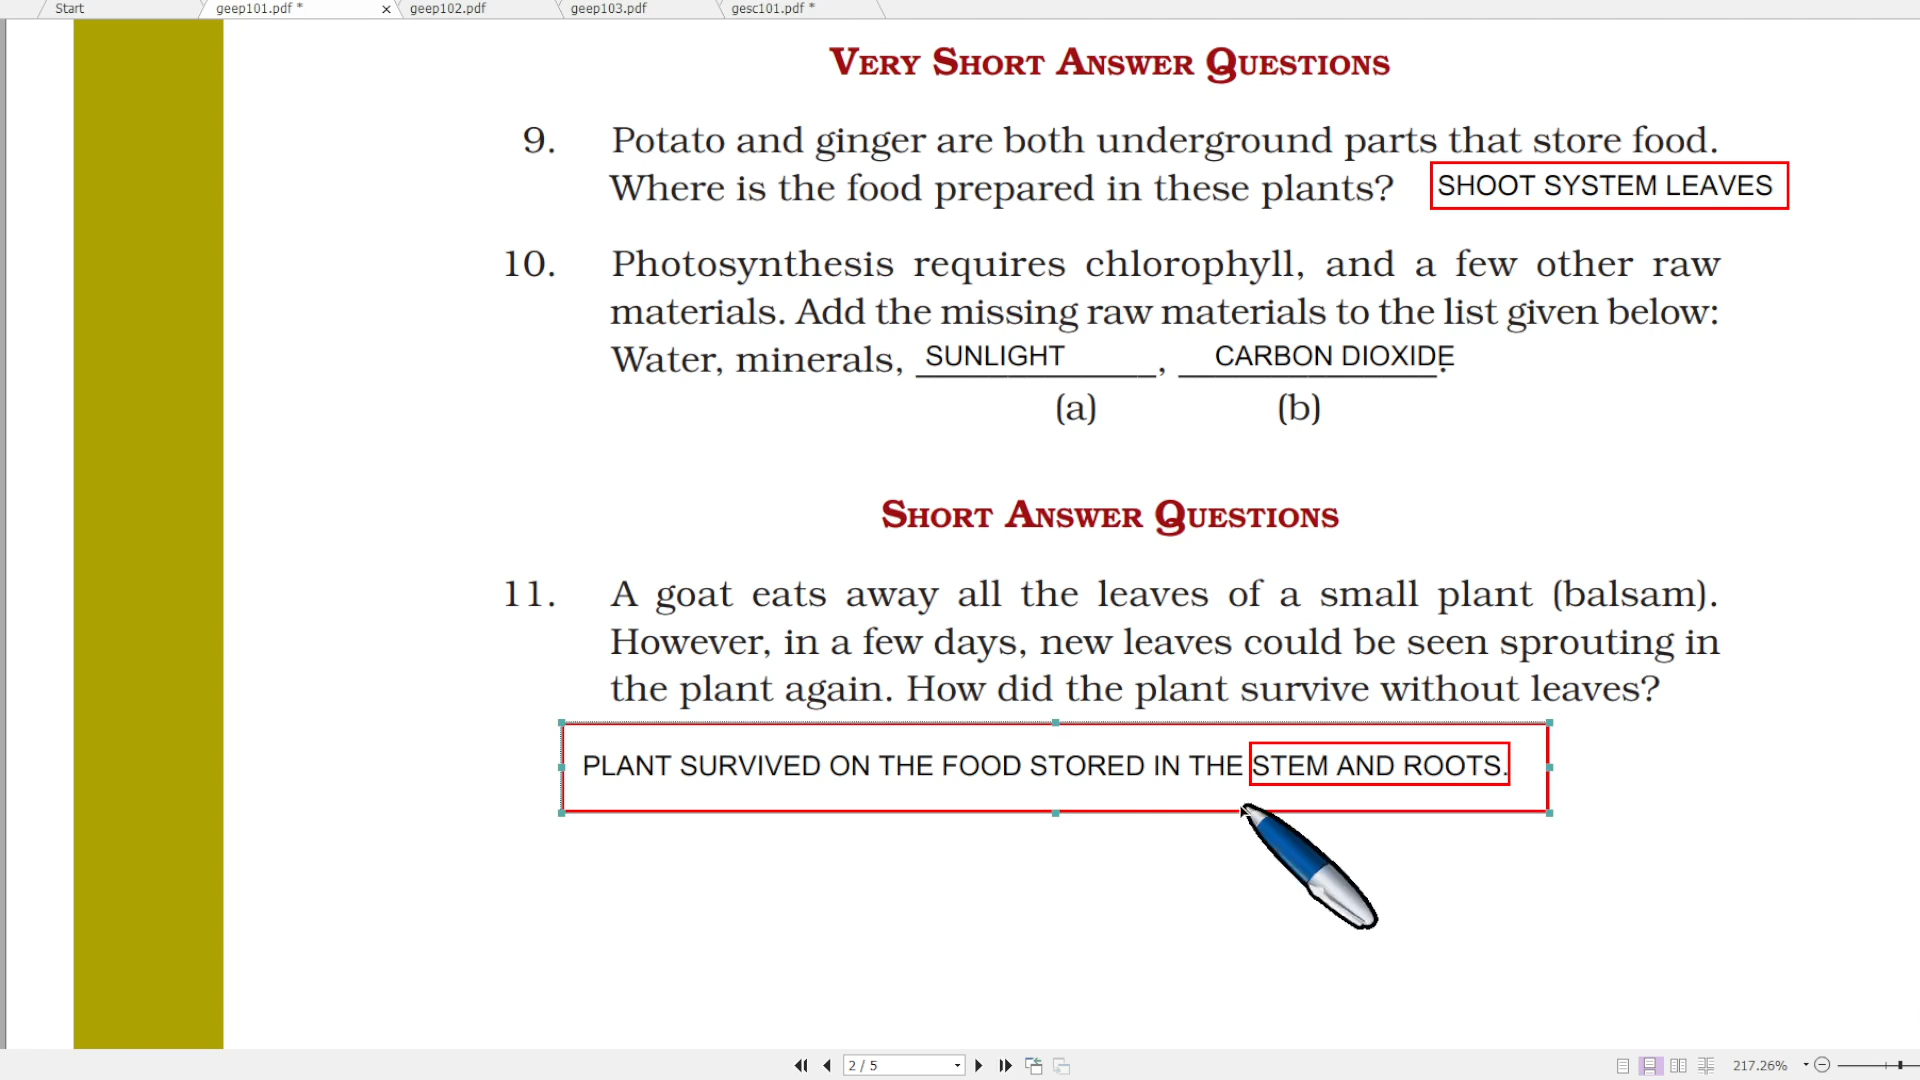 Start
geep101.pdf *
geep102.pdf
geep103.pdf
gesc101.pdf *
VERY SHORT ANSWER QUESTIONS
9. Potato and ginger are both underground parts that store food.
Where is the food prepared in these plants? SHOOT SYSTEM LEAVES
10. Photosynthesis requires chlorophyll, and a few other raw
materials. Add the missing raw materials to the list given below:
Water, minerals, SUNLIGHT, CARBON DIOXIDE.
(a) (b)
SHORT ANSWER QUESTIONS
11. A goat eats away all the leaves of a small plant (balsam).
However, in a few days, new leaves could be seen sprouting in
the plant again. How did the plant survive without leaves?
PLANT SURVIVED ON THE FOOD STORED IN THE STEM AND ROOTS.
2 / 5
217.26%